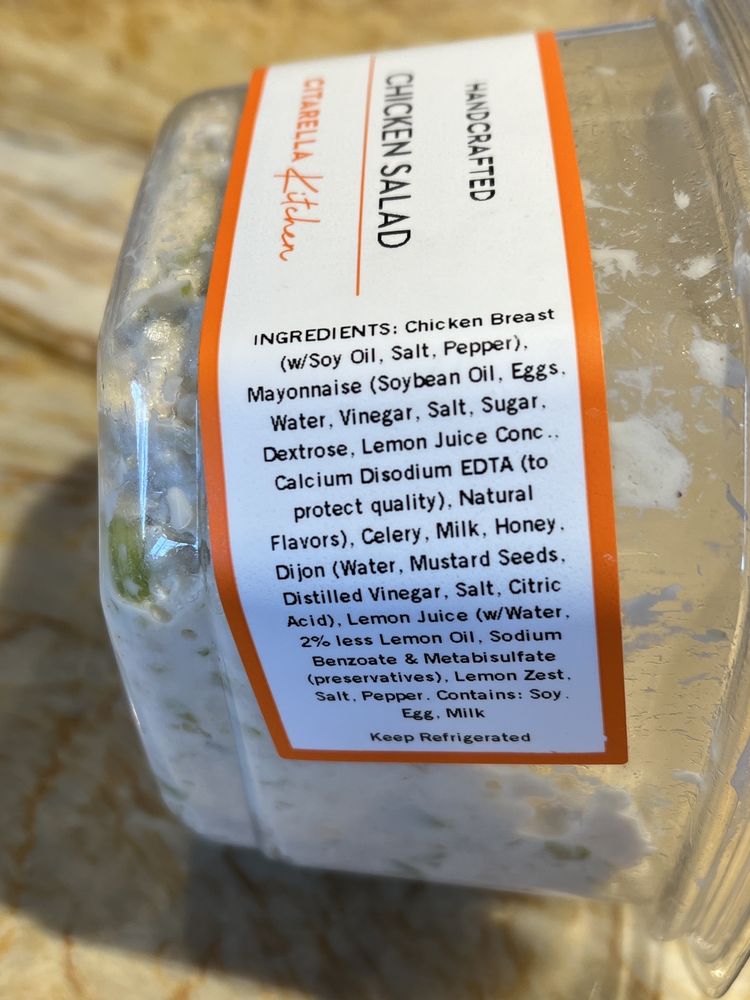 HANDCRAFTED
CHICKEN SALAD
CITARELLA Kitchen
INGREDIENTS: Chicken Breast
(w/Soy Oil, Salt, Pepper),
Mayonnaise (Soybean Oil, Eggs,
Water, Vinegar, Salt, Sugar,
Dextrose, Lemon Juice Conc.,
Calcium Disodium EDTA (to
protect quality), Natural
Flavors), Celery, Milk, Honey,
Dijon (Water, Mustard Seeds,
Distilled Vinegar, Salt, Citric
Acid), Lemon Juice (w/Water,
2% less Lemon Oil, Sodium
Benzoate & Metabisulfate
(preservatives), Lemon Zest,
Salt, Pepper. Contains: Soy,
Egg, Milk
Keep Refrigerated